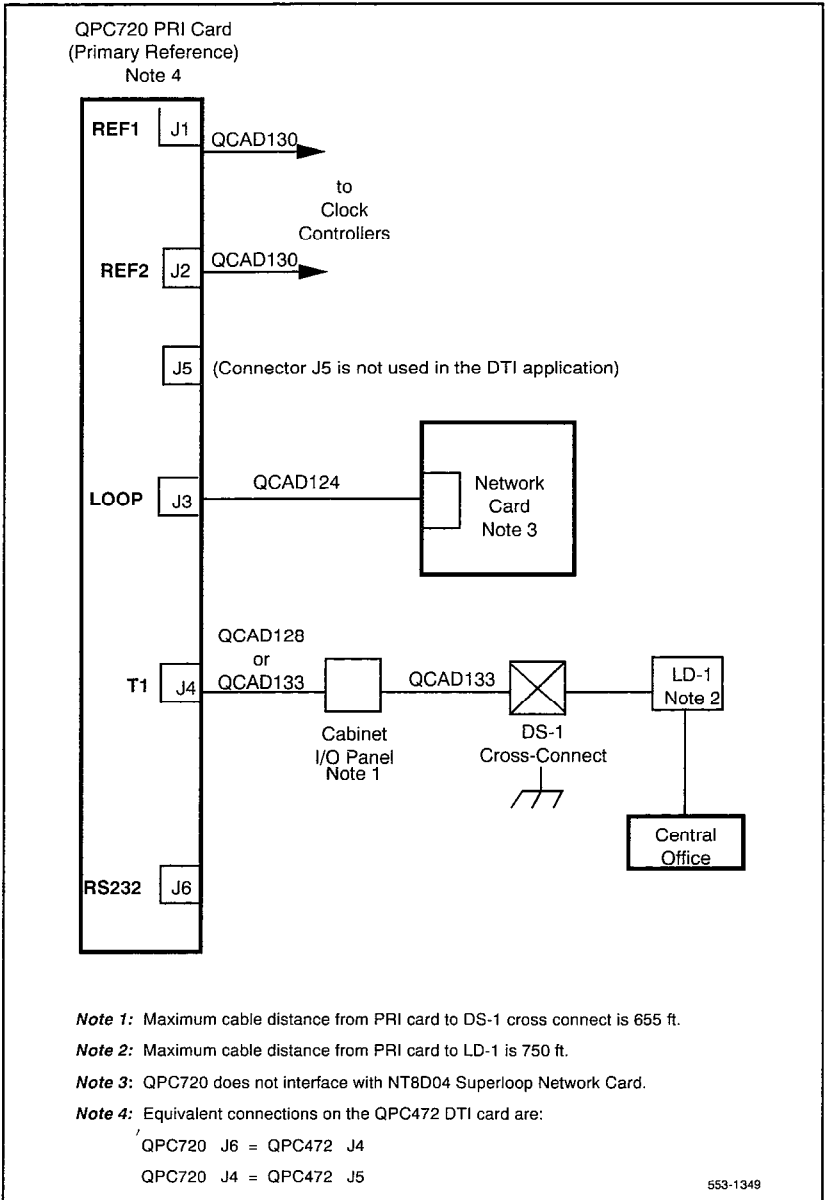 QPC720 PRI Card
(Primary Reference)
Note 4
REF1 J1
QCAD130
to
Clock
Controllers
REF2 J2
QCAD130
J5 (Connector J5 is not used in the DTI application)
LOOP J3
QCAD124
Network
Card
Note 3
T1 J4
QCAD128
or
QCAD133
Cabinet
I/O Panel
Note 1
QCAD133
DS-1
Cross-Connect
LD-1
Note 2
Central
Office
RS232 J6
Note 1: Maximum cable distance from PRI card to DS-1 cross connect is 655 ft.
Note 2: Maximum cable distance from PRI card to LD-1 is 750 ft.
Note 3: QPC720 does not interface with NT8D04 Superloop Network Card.
Note 4: Equivalent connections on the QPC472 DTI card are:
QPC720 J6 = QPC472 J4
QPC720 J4 = QPC472 J5
553-1349